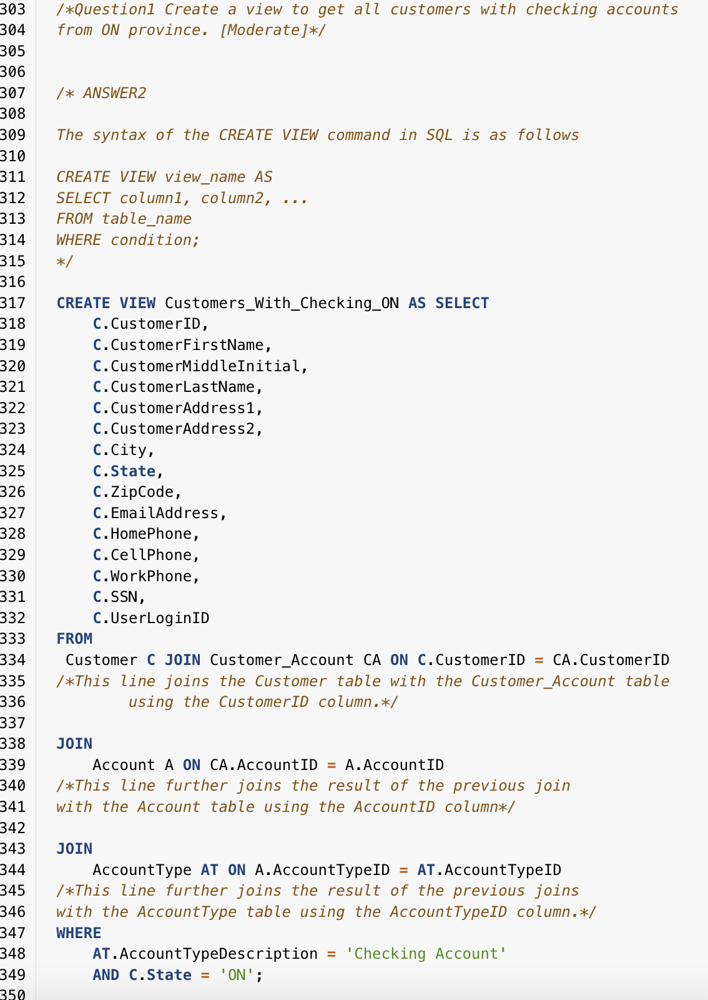 303 /*Question1 Create a view to get all customers with checking accounts
304 from ON province. [Moderate]*/
305
306
307 /* ANSWER2
308
309 The syntax of the CREATE VIEW command in SQL is as follows
310
311 CREATE VIEW view_name AS
312 SELECT column1, column2, ...
313 FROM table_name
314 WHERE condition;
315 */
316
317 CREATE VIEW Customers_With_Checking_ON AS SELECT
318     C.CustomerID,
319     C.CustomerFirstName,
320     C.CustomerMiddleInitial,
321     C.CustomerLastName,
322     C.CustomerAddress1,
323     C.CustomerAddress2,
324     C.City,
325     C.State,
326     C.ZipCode,
327     C.EmailAddress,
328     C.HomePhone,
329     C.CellPhone,
330     C.WorkPhone,
331     C.SSN,
332     C.UserLoginID
333 FROM
334  Customer C JOIN Customer_Account CA ON C.CustomerID = CA.CustomerID
335 /*This line joins the Customer table with the Customer_Account table
336         using the CustomerID column.*/
337
338 JOIN
339     Account A ON CA.AccountID = A.AccountID
340 /*This line further joins the result of the previous join
341 with the Account table using the AccountID column*/
342
343 JOIN
344     AccountType AT ON A.AccountTypeID = AT.AccountTypeID
345 /*This line further joins the result of the previous joins
346 with the AccountType table using the AccountTypeID column.*/
347 WHERE
348     AT.AccountTypeDescription = 'Checking Account'
349     AND C.State = 'ON';
350